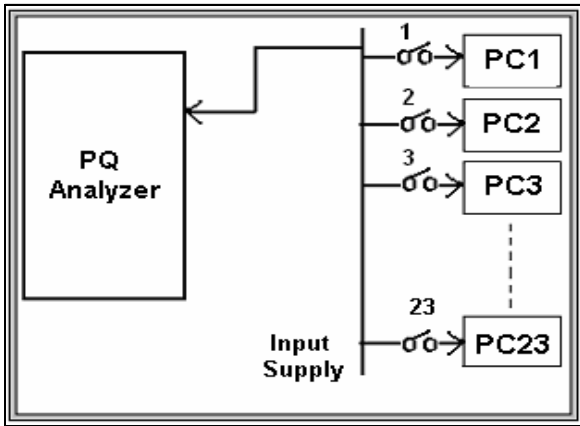 1
PC1
2
PC2
PQ
Analyzer
3
PC3
23
PC23
Input
Supply